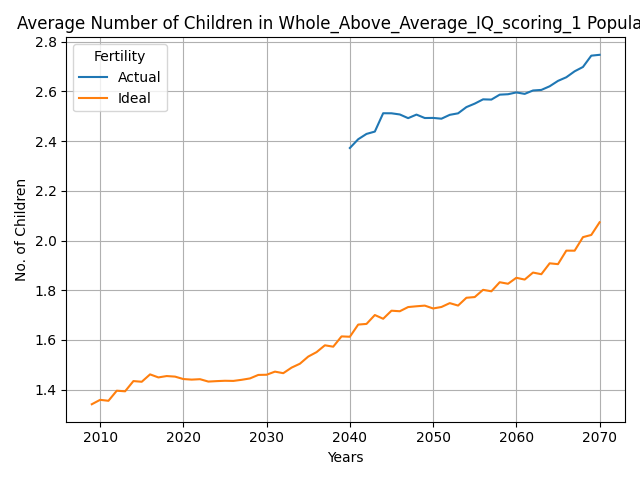 Average Number of Children in Whole_Above_Average_IQ_scoring_1 Popula
Fertility
Actual
Ideal
2.8
2.6
2.4
2.2
2.0
1.8
1.6
1.4
No. of Children
2010 2020 2030 2040 2050 2060 2070
Years